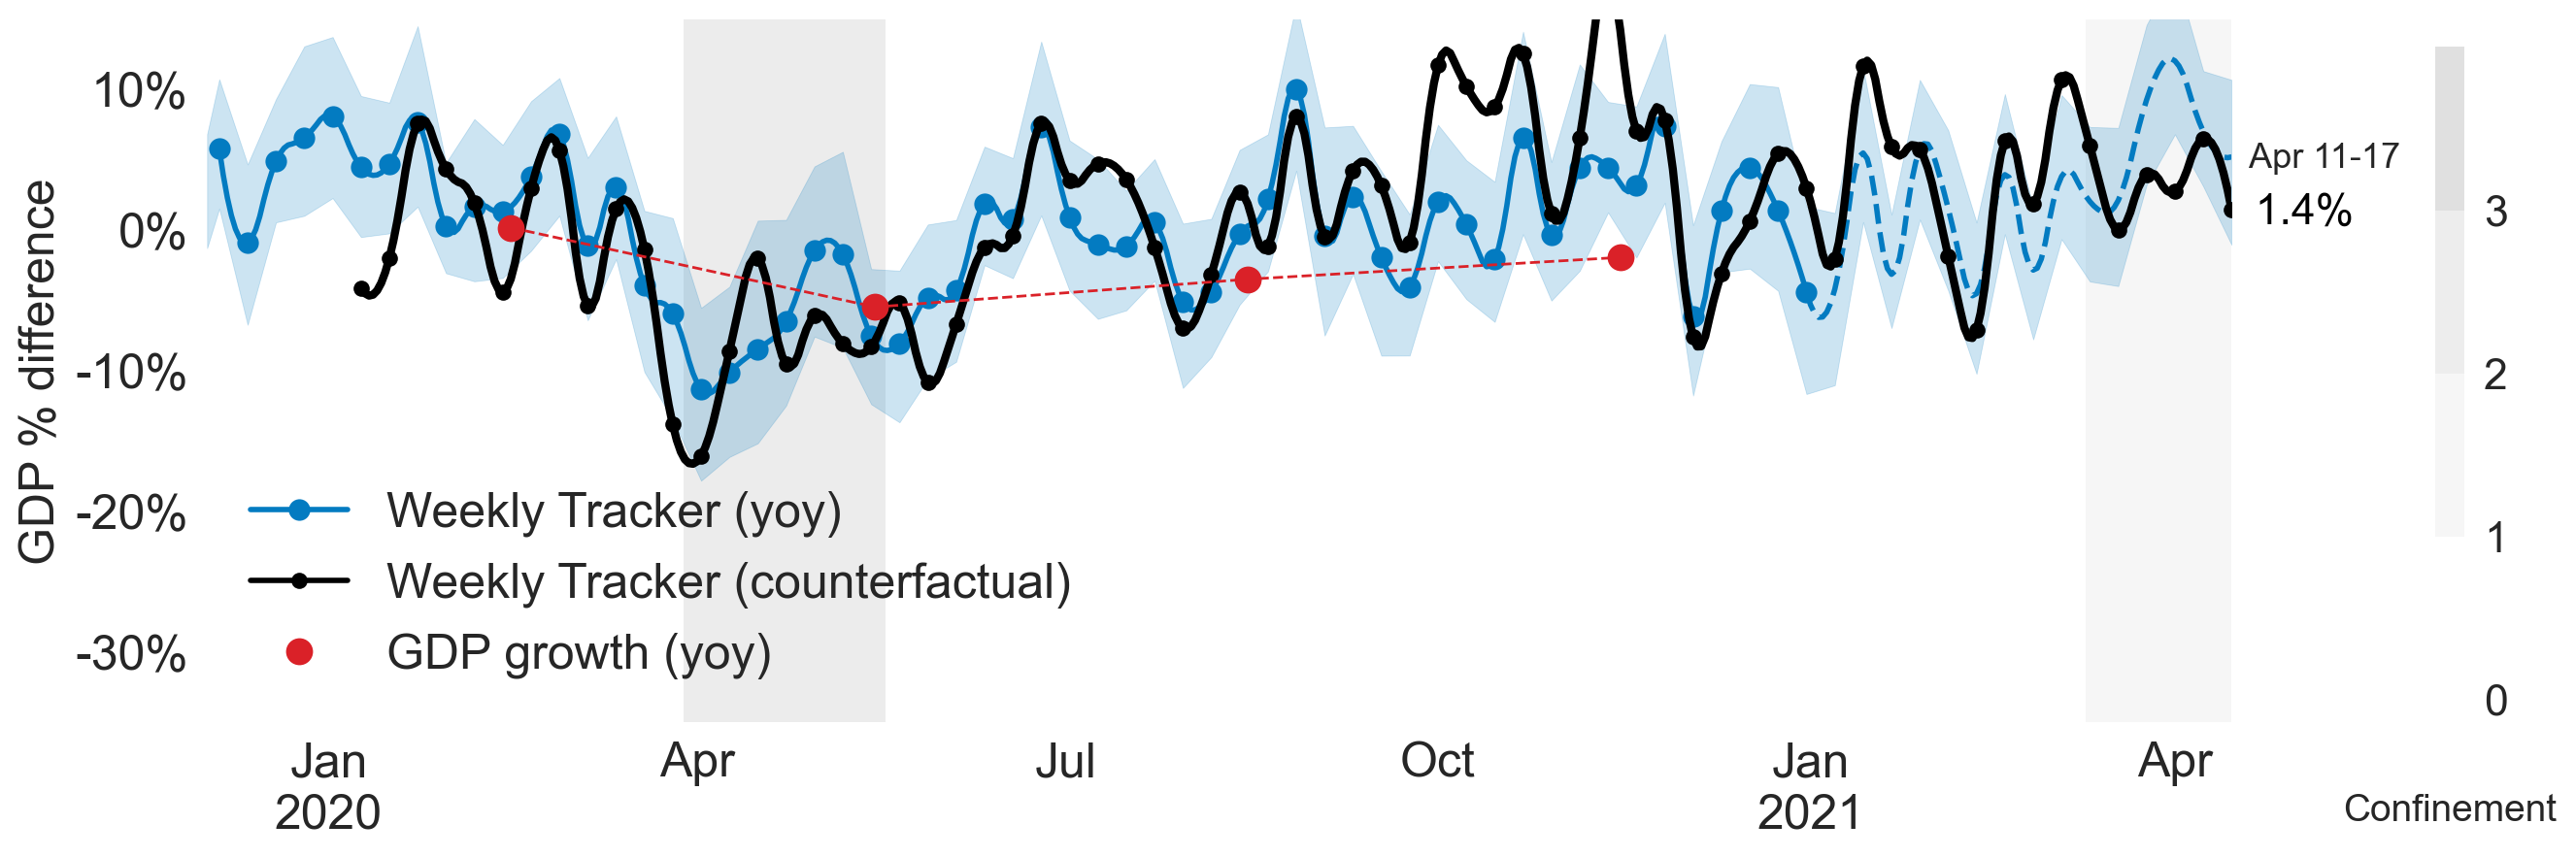 GDP % difference
10%
0%
-10%
-20%
-30%
Weekly Tracker (yoy)
Weekly Tracker (counterfactual)
GDP growth (yoy)
Jan
2020
Apr
Jul
Oct
Jan
2021
Apr
Apr 11-17
1.4%
3
2
1
0
Confinement